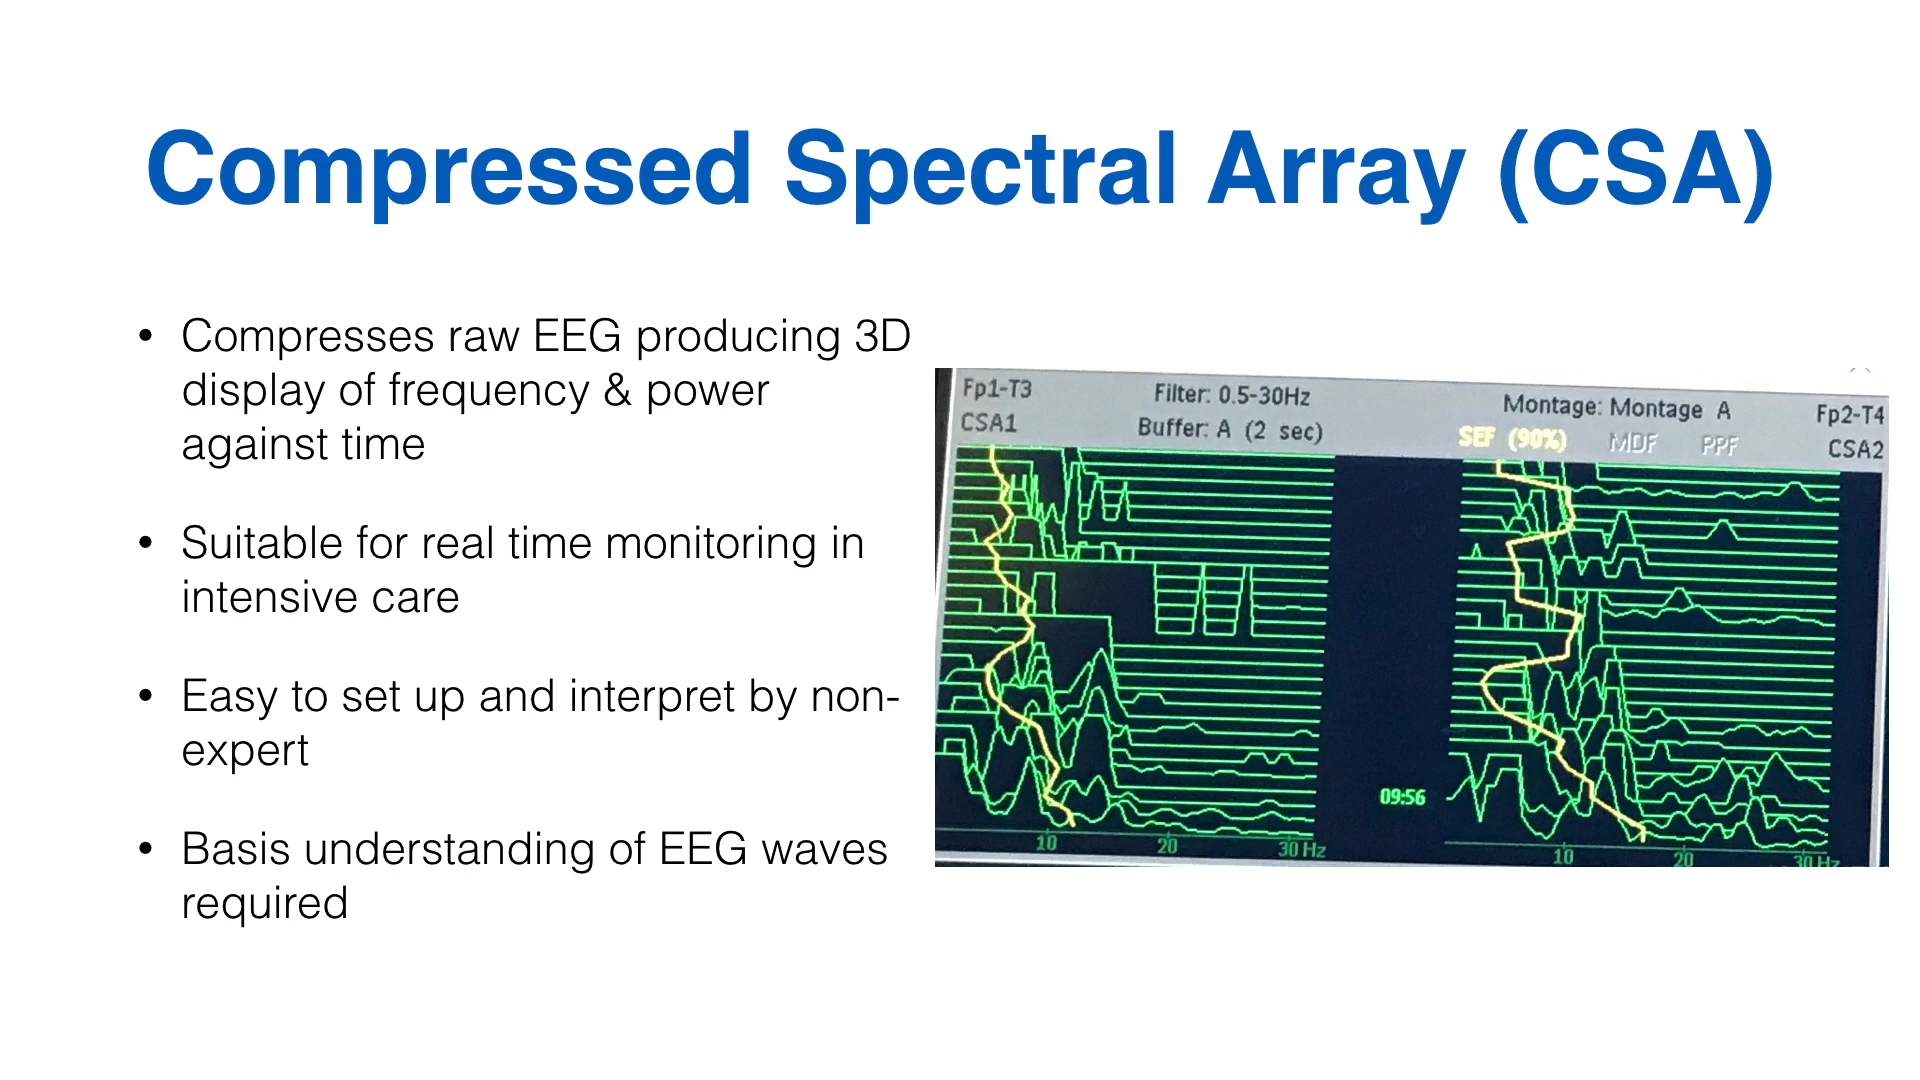 Compressed Spectral Array (CSA)
• Compresses raw EEG producing 3D
display of frequency & power
against time
• Suitable for real time monitoring in
intensive care
• Easy to set up and interpret by non-
expert
• Basis understanding of EEG waves
required
Fp1-T3 Filter: 0.5-30Hz Montage: Montage A Fp2-T4
CSA1 Buffer: A (2 sec) SEF (90%) MDF PPF CSA2
09:56
10 20 30 Hz 10 20 30 Hz